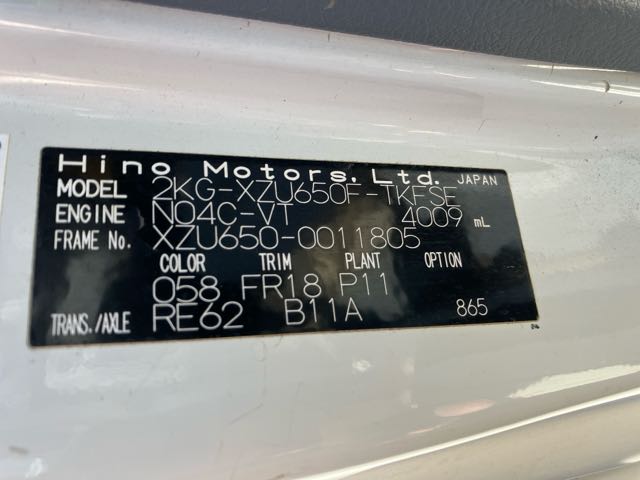 Hino Motors, Ltd. JAPAN
MODEL 2KG-XZU650F-TKFSE
ENGINE N04C-VT 4009 mL
FRAME No. XZU650-0011805
COLOR TRIM PLANT OPTION
058 FR18 P11
TRANS./AXLE RE62 B11A 865